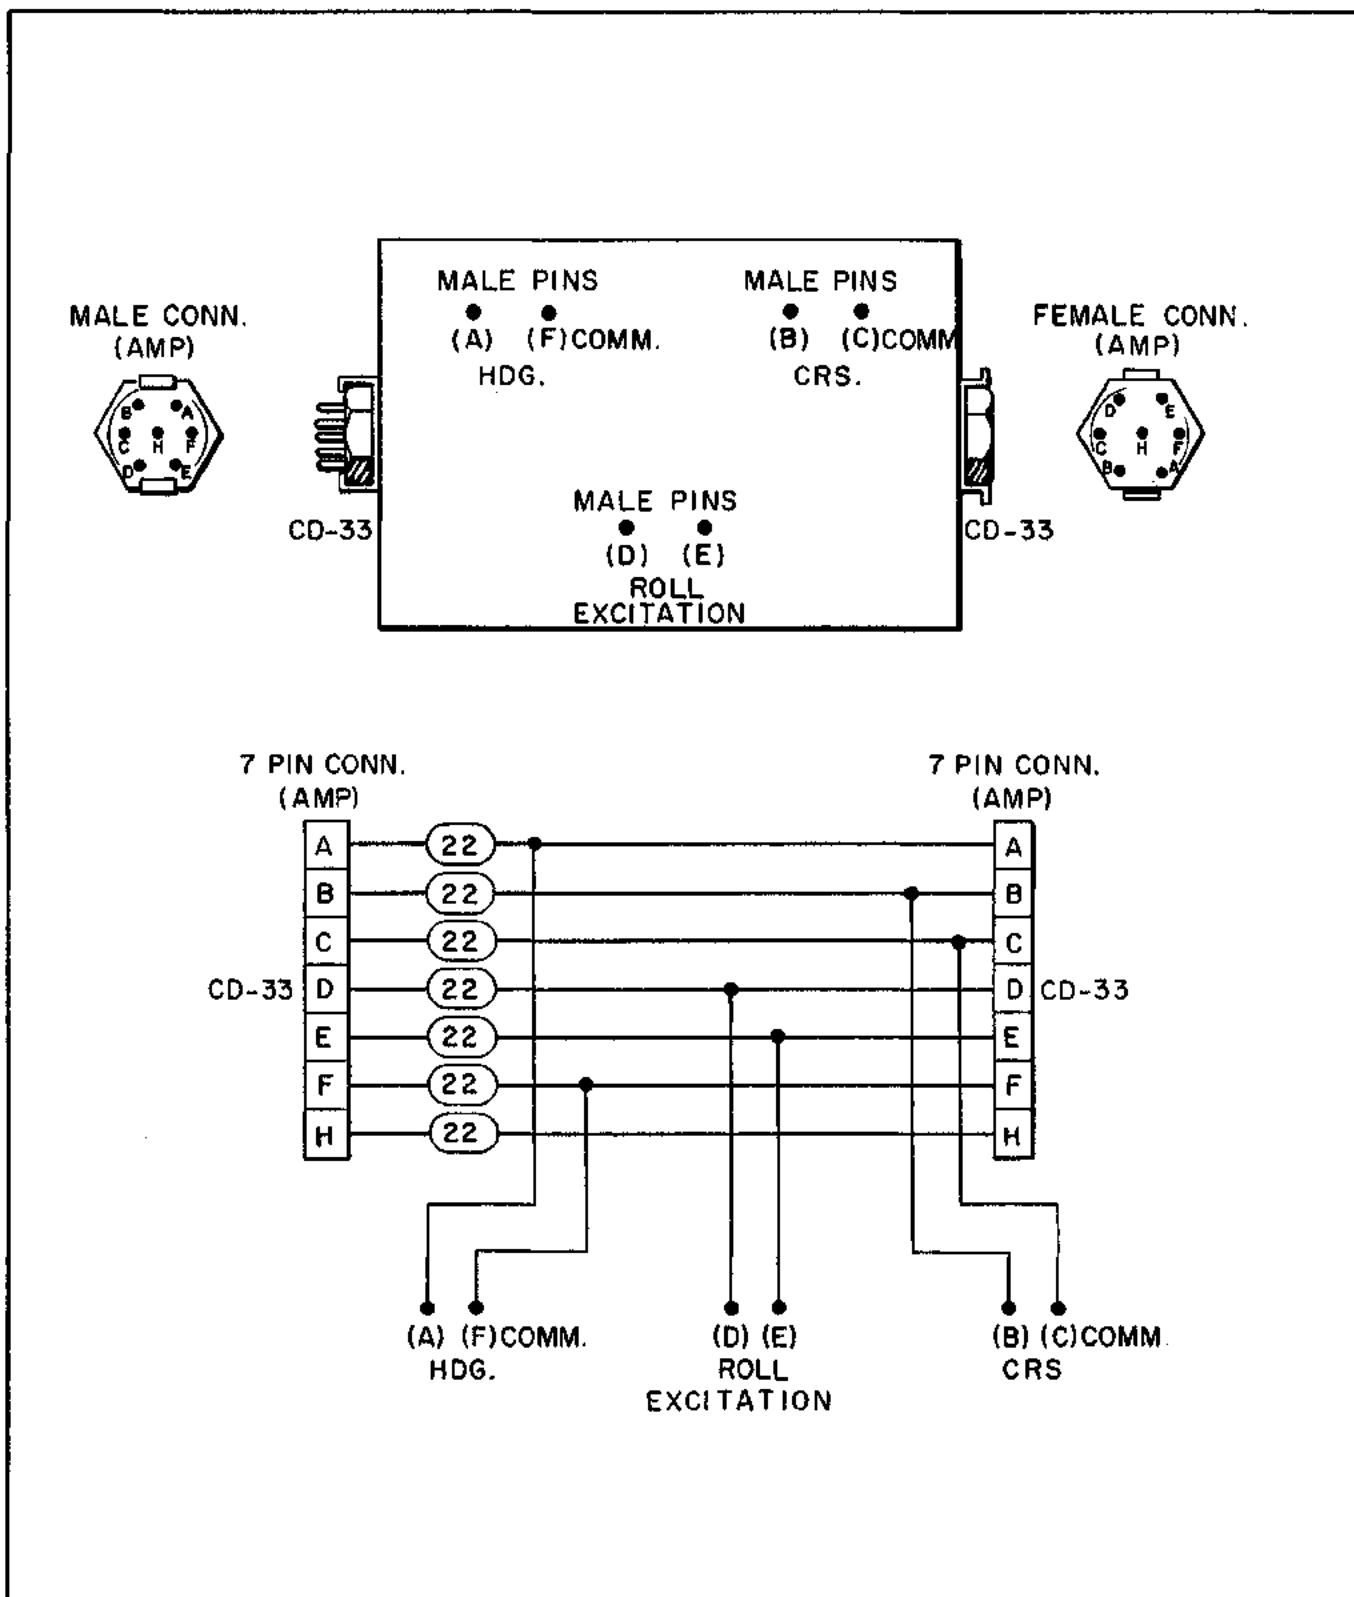 MALE PINS
MALE PINS
MALE CONN.
(AMP)
FEMALE CONN.
(AMP)
(A) (F)COMM.
HDG.
(B) (C)COMM
CRS.
B A
C H F
D E
D E
C H F
B A
CD-33
CD-33
MALE PINS
(D) (E)
ROLL
EXCITATION
7 PIN CONN.
(AMP)
7 PIN CONN.
(AMP)
A 22 A
B 22 B
C 22 C
CD-33 D 22 D CD-33
E 22 E
F 22 F
H 22 H
(A) (F)COMM.
HDG.
(D) (E)
ROLL
EXCITATION
(B) (C)COMM
CRS